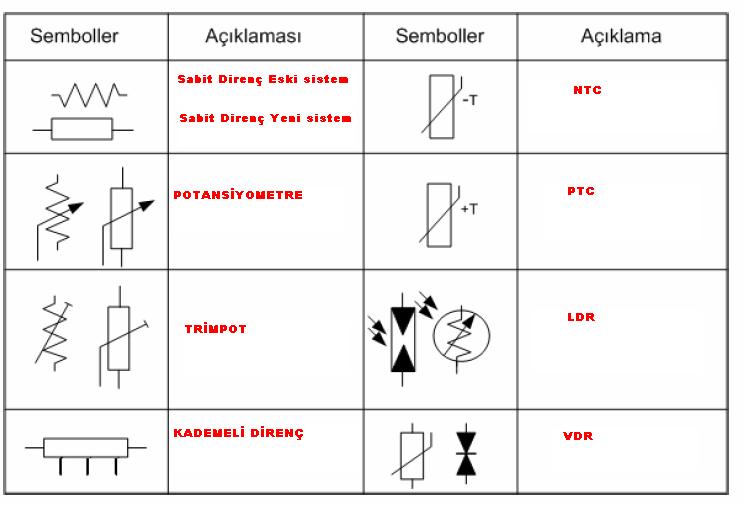 Semboller Açıklaması Semboller Açıklama
Sabit Direnç Eski sistem
Sabit Direnç Yeni sistem
-T
NTC
POTANSİYOMETRE
+T
PTC
TRİMPOT
LDR
KADEMELİ DİRENÇ
VDR